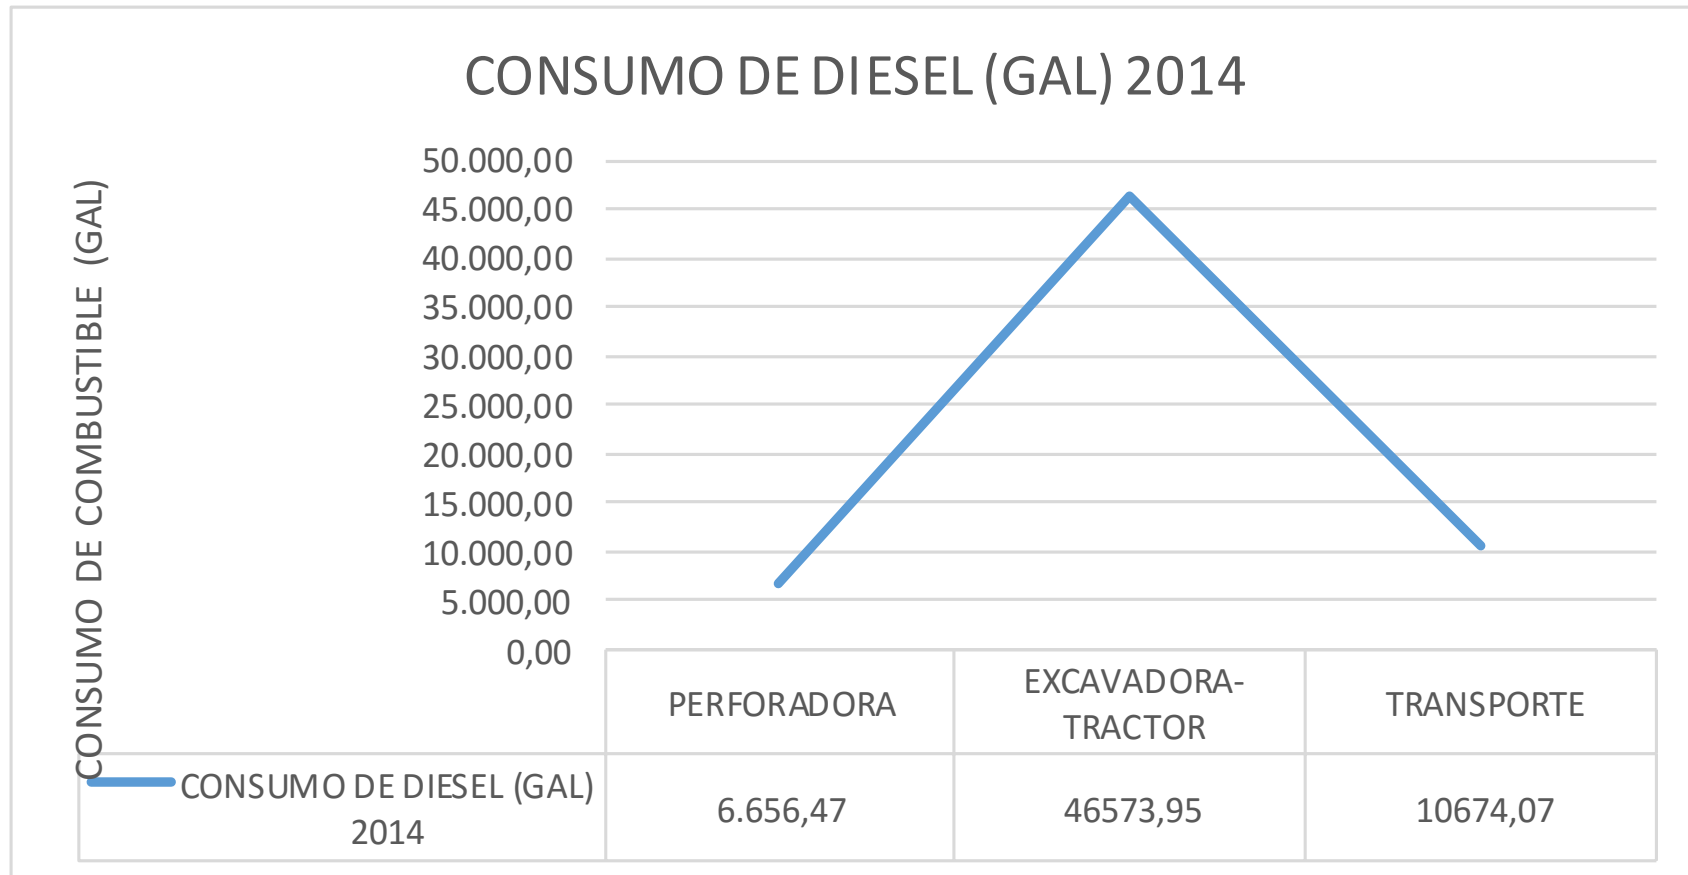 CONSUMO DE DIESEL (GAL) 2014
CONSUMO DE COMBUSTIBLE (GAL)
50.000,00
45.000,00
40.000,00
35.000,00
30.000,00
25.000,00
20.000,00
15.000,00
10.000,00
5.000,00
0,00
PERFORADORA
EXCAVADORA-
TRACTOR
TRANSPORTE
CONSUMO DE DIESEL (GAL)
2014
6.656,47
46573,95
10674,07